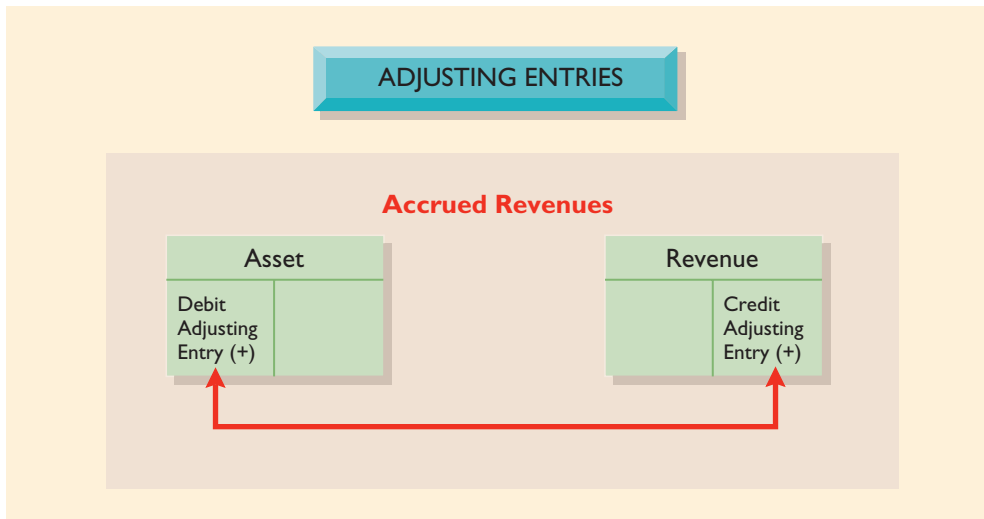 ADJUSTING ENTRIES
Accrued Revenues
Asset
Debit
Adjusting
Entry (+)
Revenue
Credit
Adjusting
Entry (+)